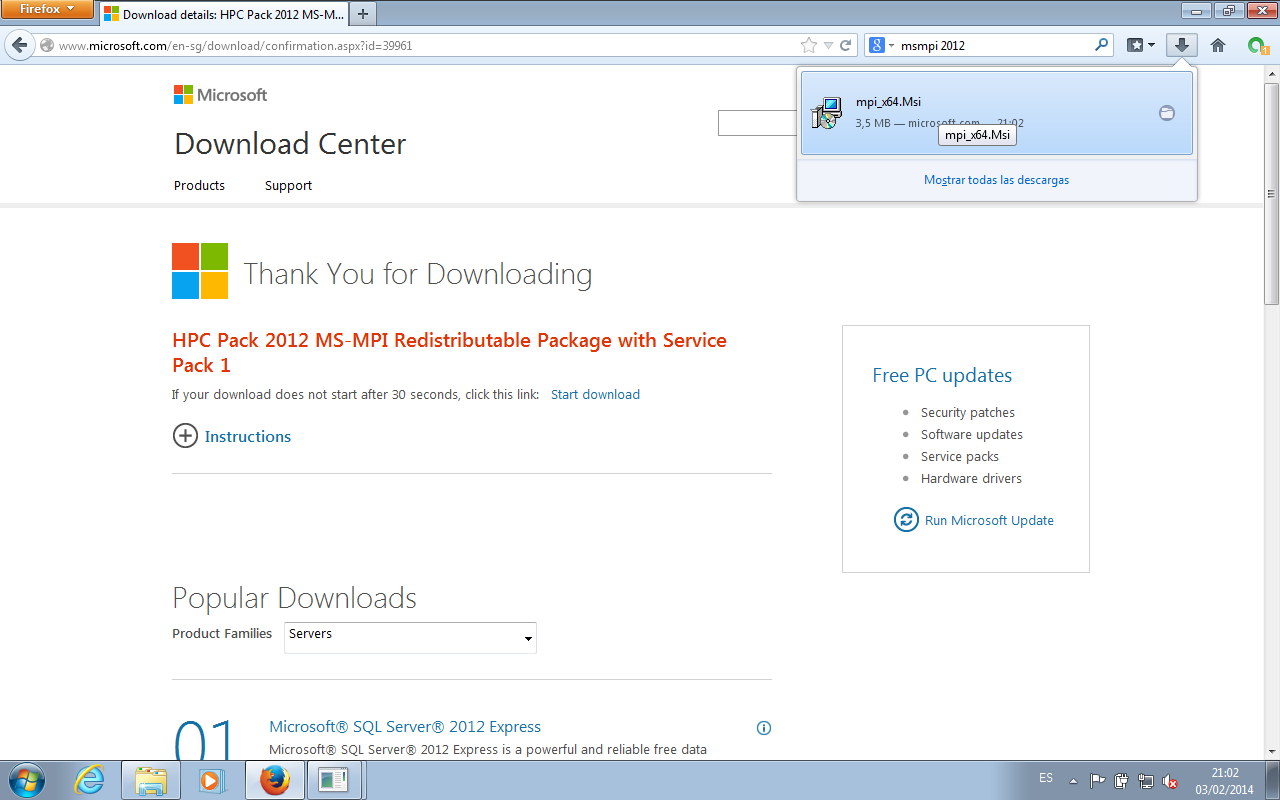 Firefox
Download details: HPC Pack 2012 MS-M...
www.microsoft.com/en-sg/download/confirmation.aspx?id=39961
msmpi 2012
mpi_x64.Msi
3,5 MB — microsoft.com — 21:02
mpi_x64.Msi
Mostrar todas las descargas
Microsoft
Download Center
Products Support
Thank You for Downloading
HPC Pack 2012 MS-MPI Redistributable Package with Service
Pack 1
If your download does not start after 30 seconds, click this link: Start download
Instructions
Free PC updates
Security patches
Software updates
Service packs
Hardware drivers
Run Microsoft Update
Popular Downloads
Product Families Servers
01
Microsoft® SQL Server® 2012 Express
Microsoft® SQL Server® 2012 Express is a powerful and reliable free data
ES
21:02
03/02/2014